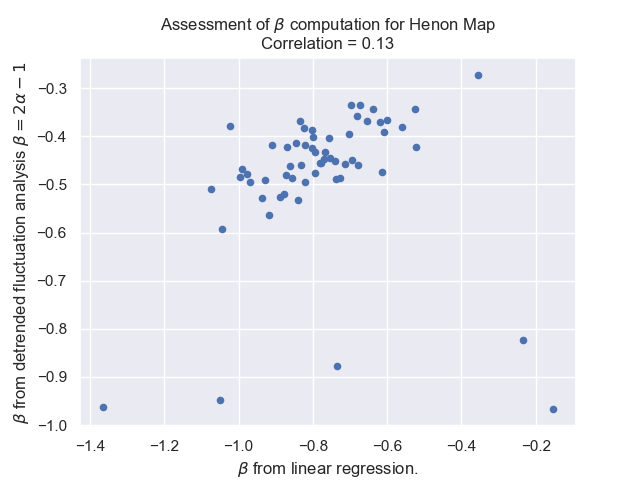 Assessment of β computation for Henon Map
Correlation = 0.13
β from detrended fluctuation analysis β = 2α − 1
−0.3
−0.4
−0.5
−0.6
−0.7
−0.8
−0.9
−1.0
−1.4 −1.2 −1.0 −0.8 −0.6 −0.4 −0.2
β from linear regression.